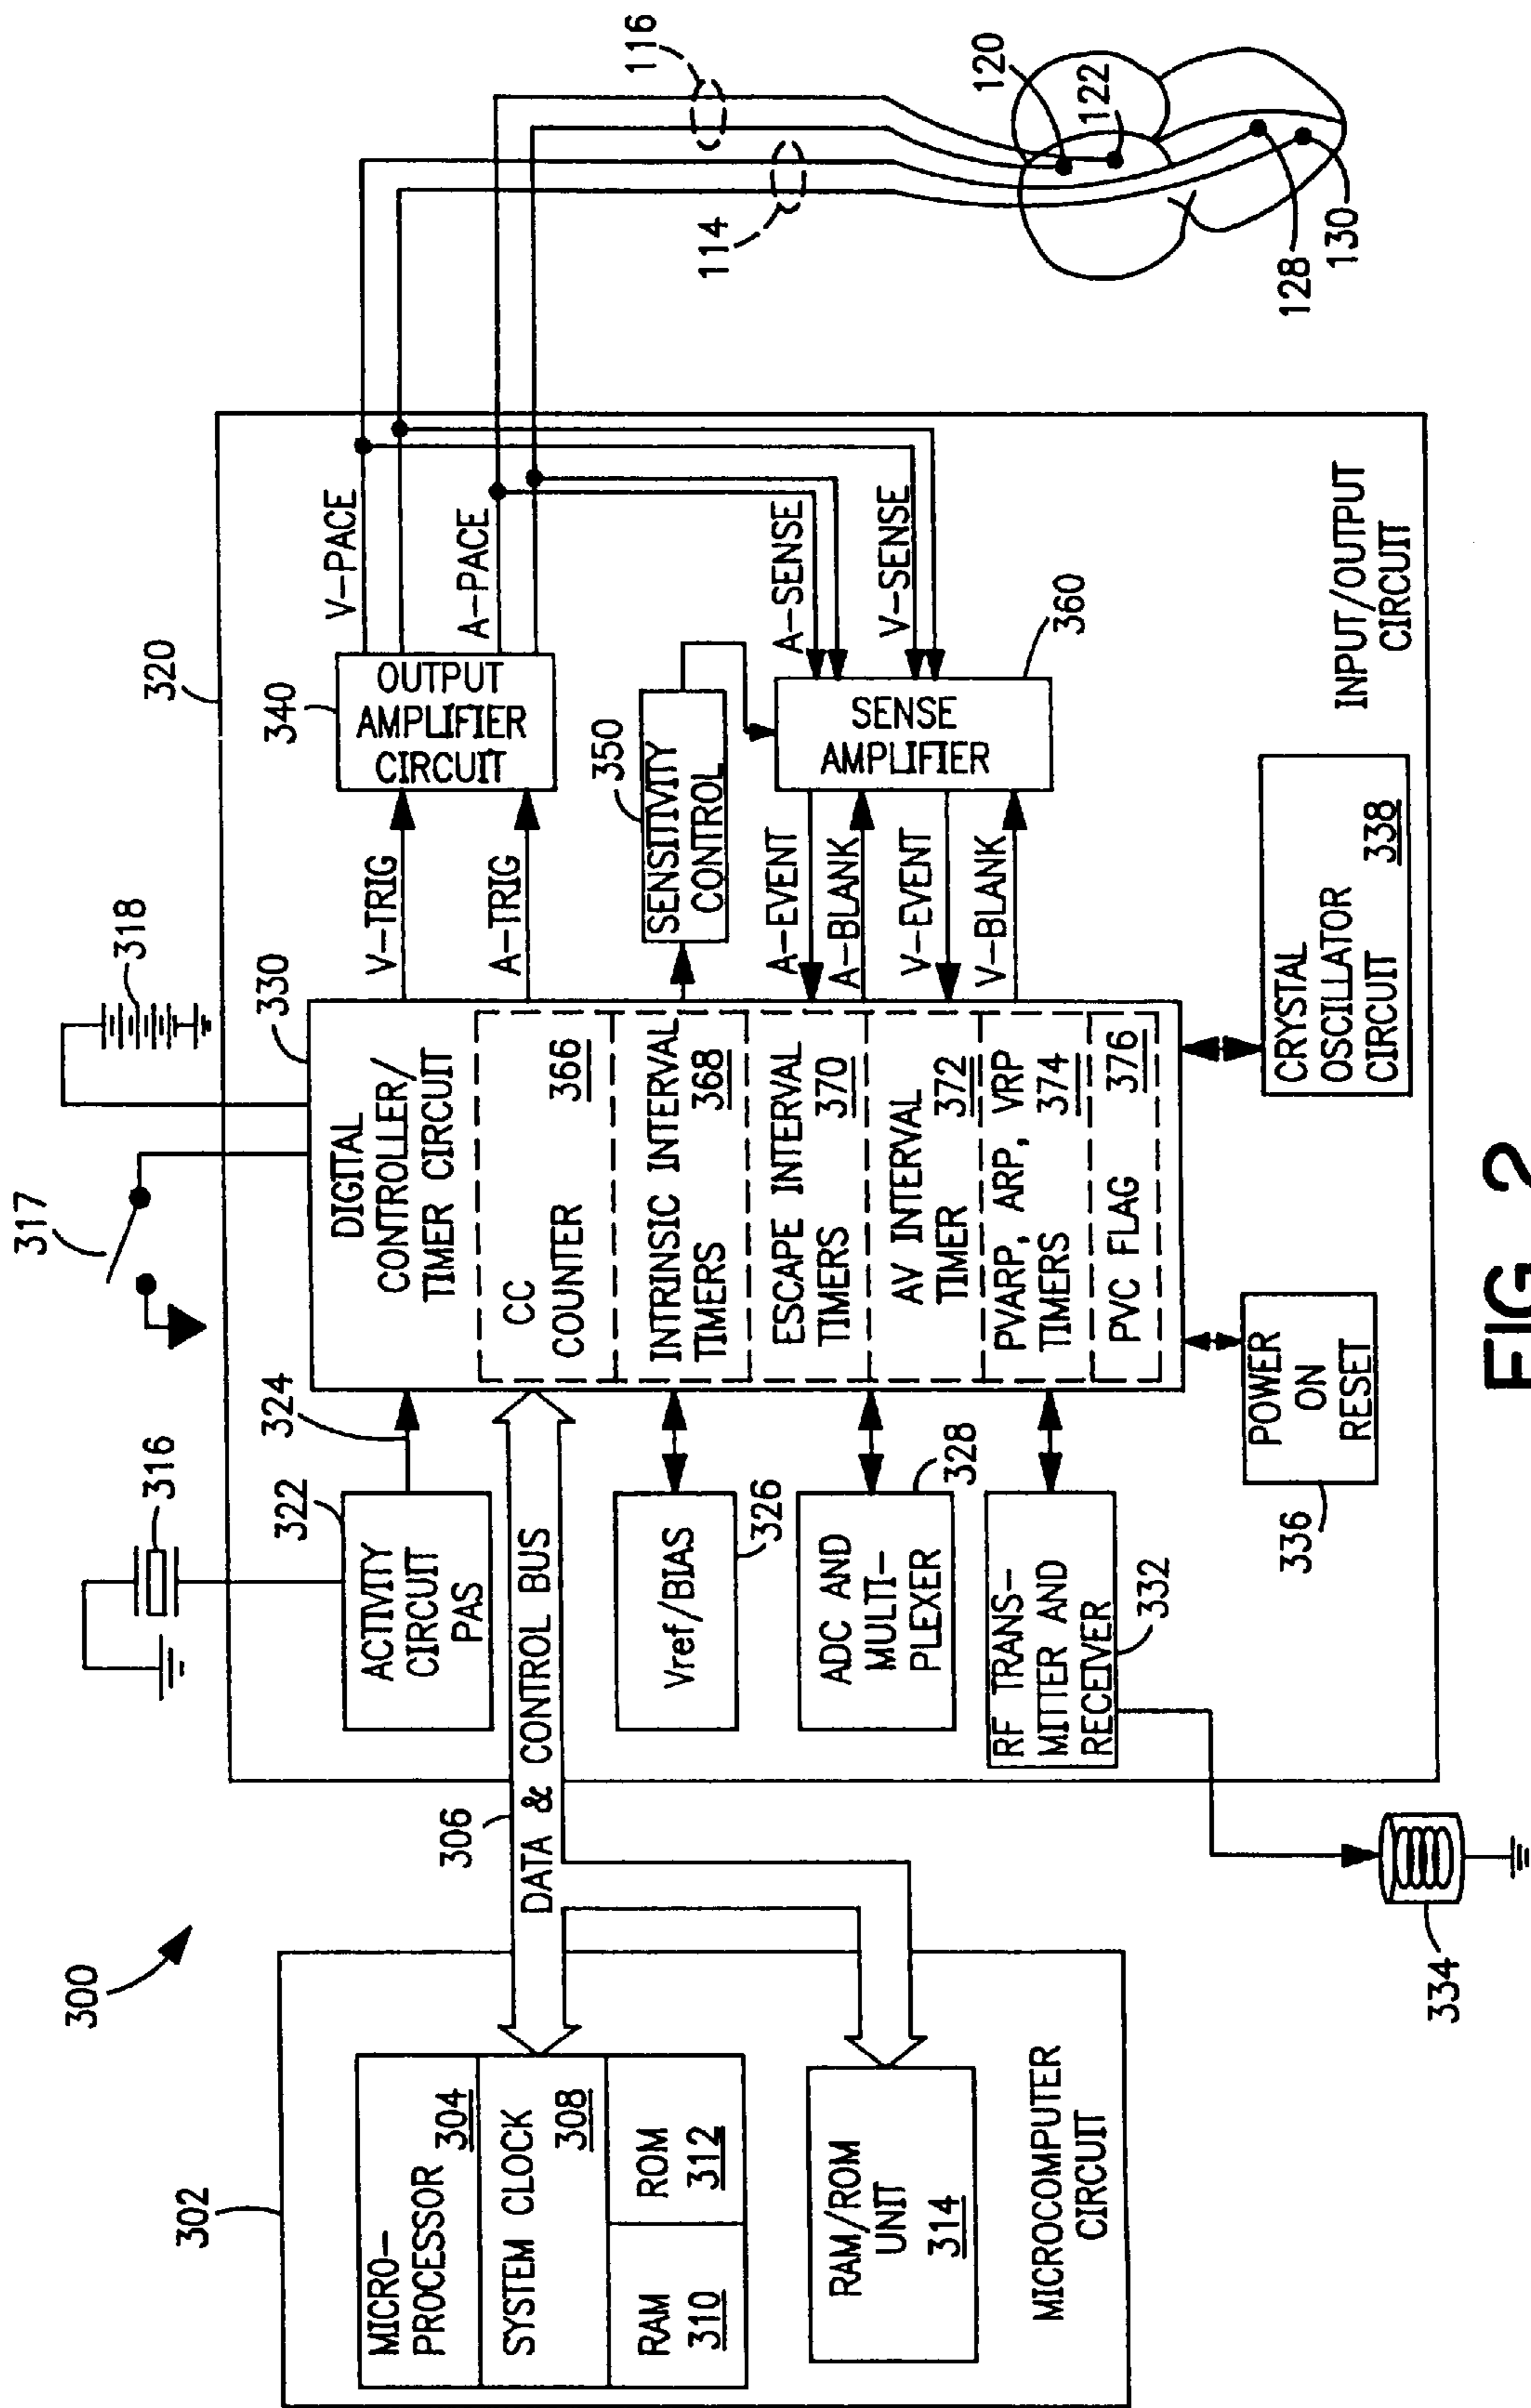 300
302
MICRO-
PROCESSOR 304
SYSTEM CLOCK
308
RAM
310
ROM
312
RAM/ROM
UNIT
314
MICROCOMPUTER
CIRCUIT
306
DATA & CONTROL BUS
334
316
322
ACTIVITY
CIRCUIT
PAS
324
Vref/BIAS
326
ADC AND
MULTI-
PLEXER
328
RF TRANS-
MITTER AND
RECEIVER
332
POWER
ON
RESET
336
317
318
330
DIGITAL
CONTROLLER/
TIMER CIRCUIT
CC
COUNTER 366
INTRINSIC INTERVAL
TIMERS 368
ESCAPE INTERVAL
TIMERS 370
AV INTERVAL
TIMER 372
PVARP, ARP, VRP
TIMERS 374
PVC FLAG 376
CRYSTAL
OSCILLATOR
CIRCUIT 338
320
V-TRIG
A-TRIG
340
OUTPUT
AMPLIFIER
CIRCUIT
350
SENSITIVITY
CONTROL
A-EVENT
A-BLANK
V-EVENT
V-BLANK
SENSE
AMPLIFIER
360
V-PACE
A-PACE
A-SENSE
V-SENSE
INPUT/OUTPUT
CIRCUIT
114
116
120
122
128
130
FIG. 2